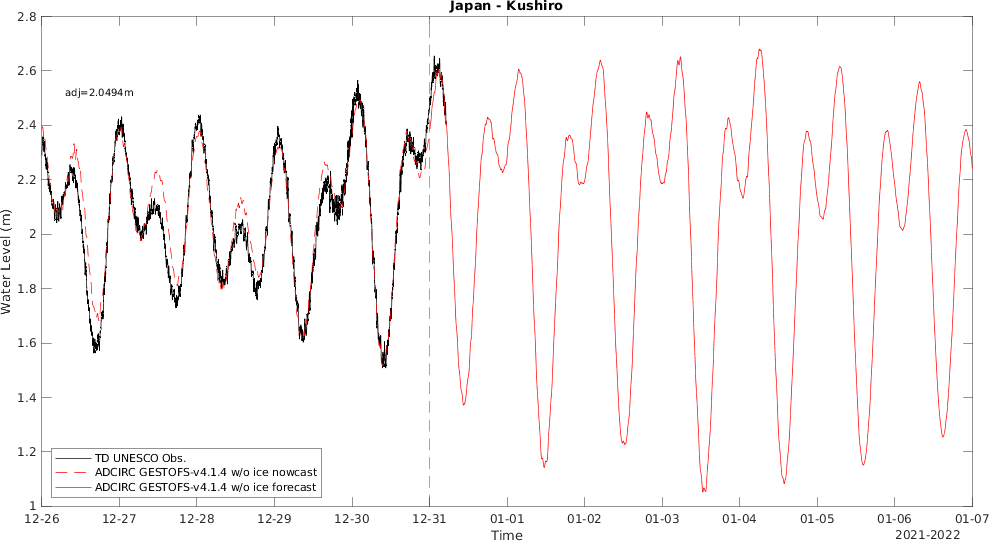 Japan - Kushiro
2.8
2.6
2.4
2.2
2
1.8
1.6
1.4
1.2
1
Water Level (m)
adj=2.0494m
TD UNESCO Obs.
ADCIRC GESTOFS-v4.1.4 w/o ice nowcast
ADCIRC GESTOFS-v4.1.4 w/o ice forecast
12-26 12-27 12-28 12-29 12-30 12-31 01-01 01-02 01-03 01-04 01-05 01-06 01-07
Time
2021-2022